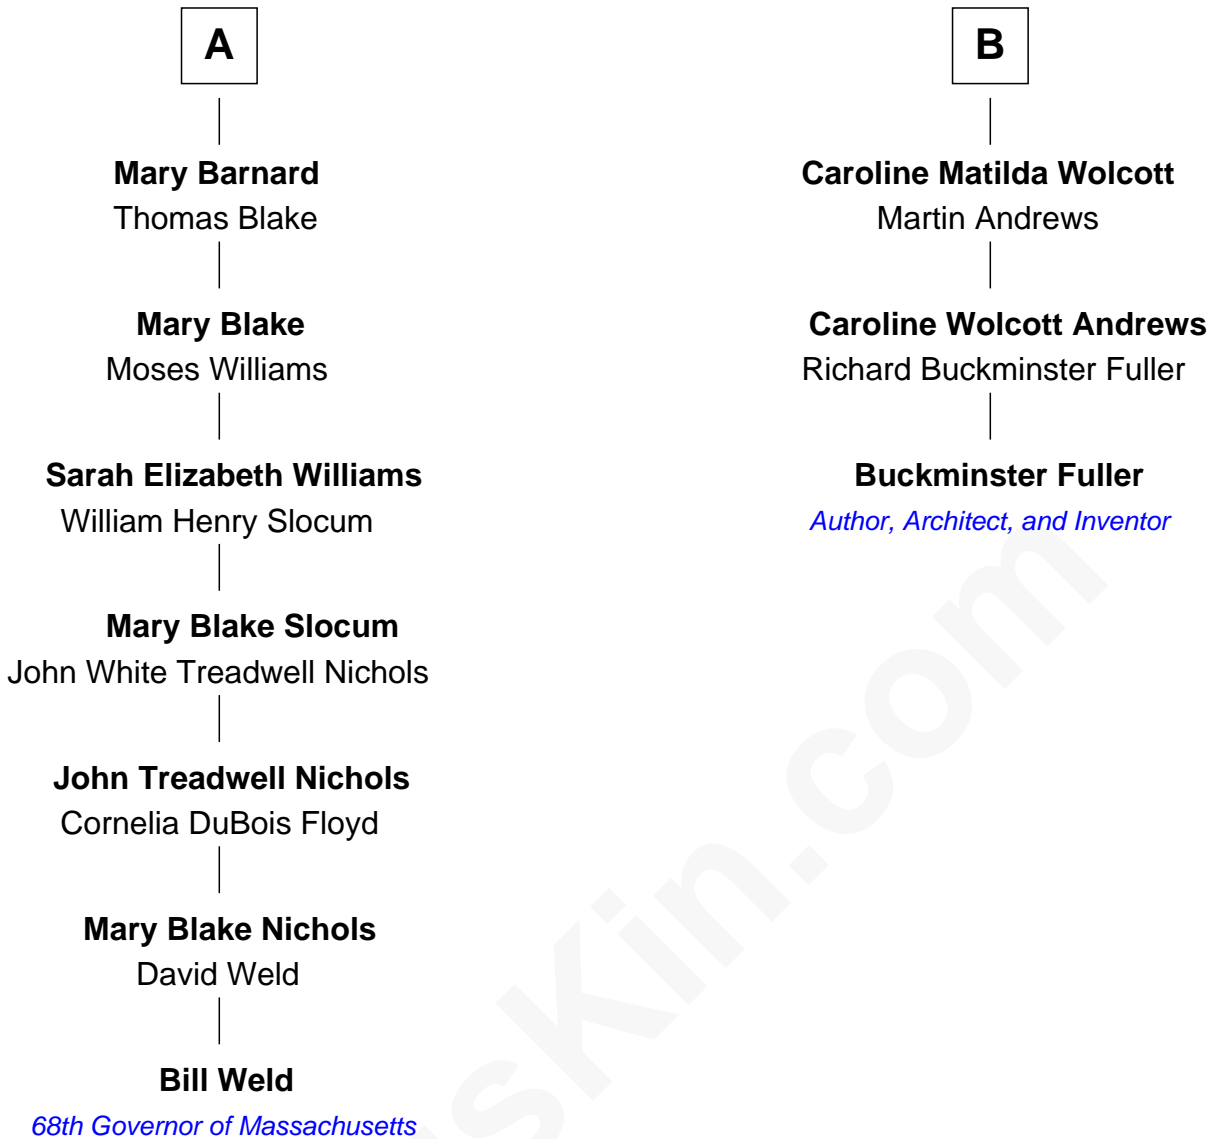 A
Mary Barnard
Thomas Blake
Mary Blake
Moses Williams
Sarah Elizabeth Williams
William Henry Slocum
Mary Blake Slocum
John White Treadwell Nichols
John Treadwell Nichols
Cornelia DuBois Floyd
Mary Blake Nichols
David Weld
Bill Weld
68th Governor of Massachusetts
B
Caroline Matilda Wolcott
Martin Andrews
Caroline Wolcott Andrews
Richard Buckminster Fuller
Buckminster Fuller
Author, Architect, and Inventor